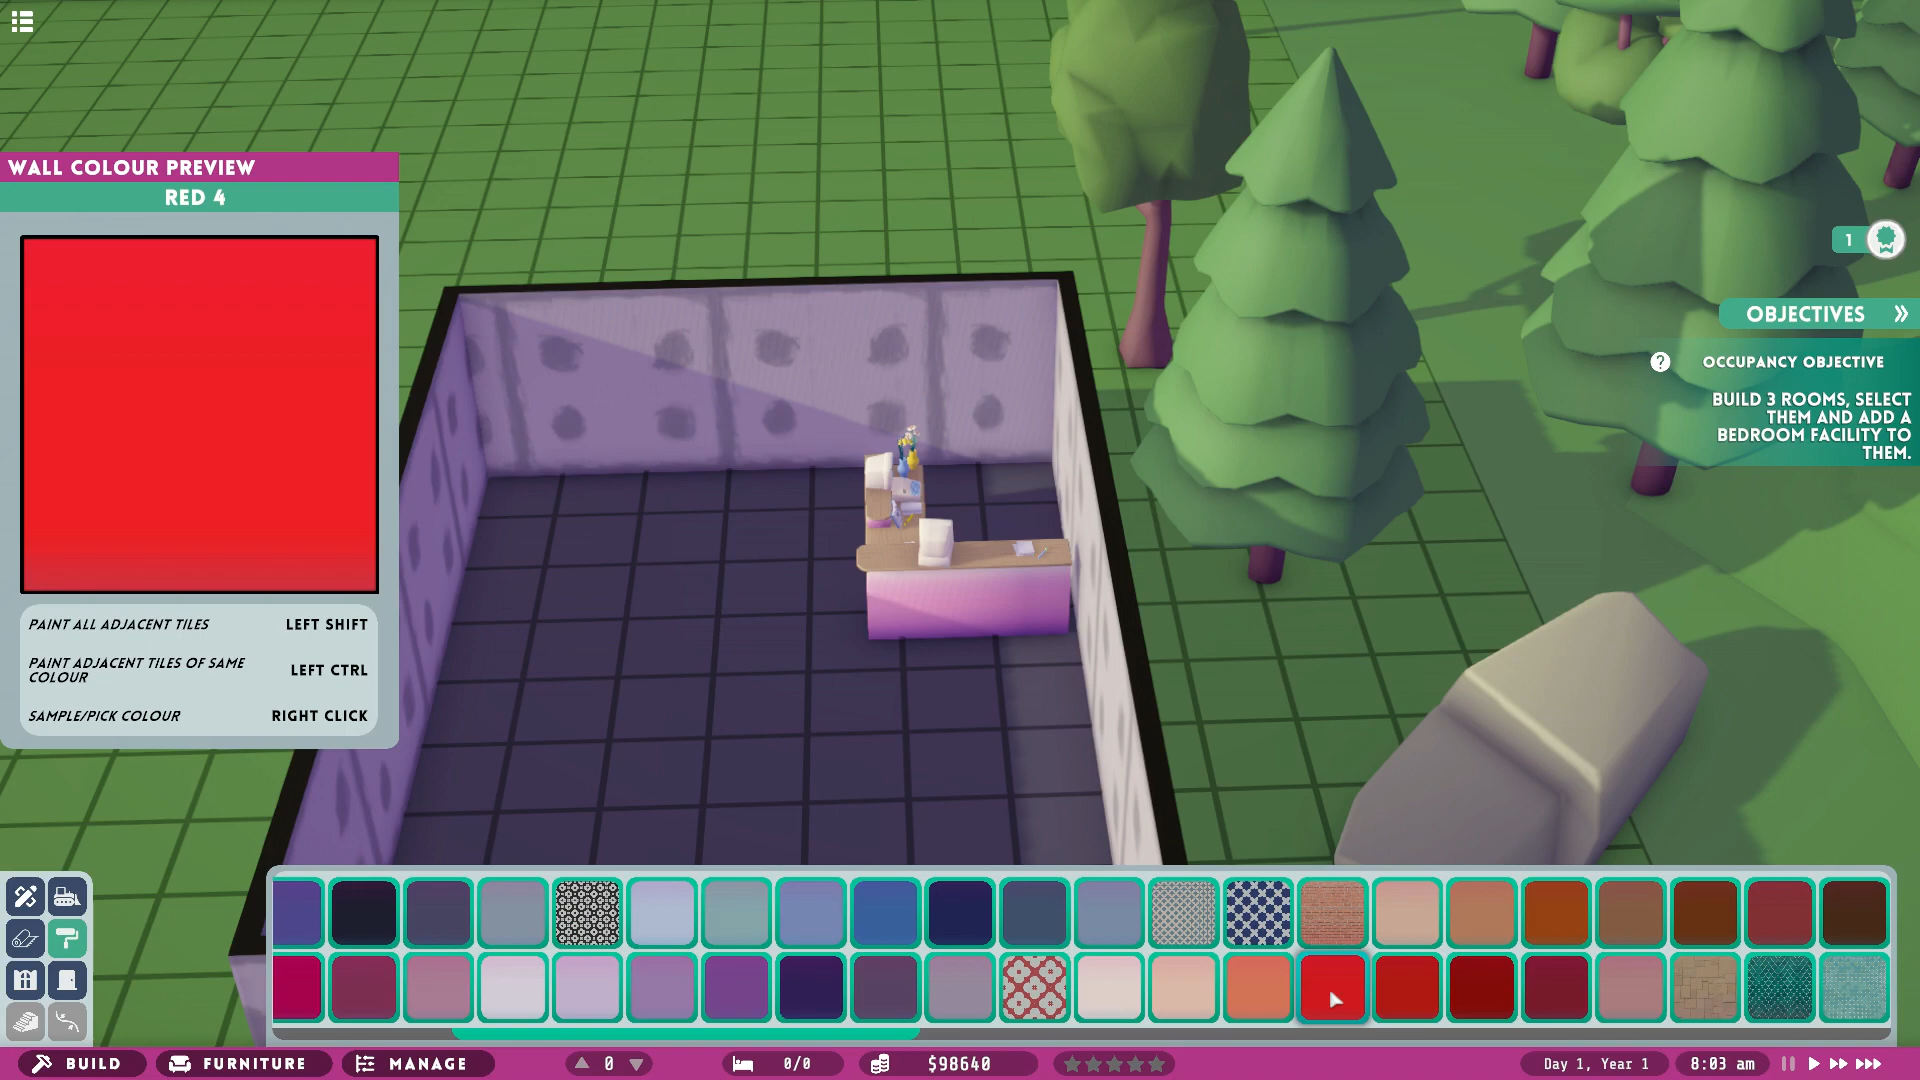 WALL COLOUR PREVIEW
RED 4
PAINT ALL ADJACENT TILES LEFT SHIFT
PAINT ADJACENT TILES OF SAME
COLOUR
LEFT CTRL
SAMPLE/PICK COLOUR RIGHT CLICK
1
OBJECTIVES
? OCCUPANCY OBJECTIVE
BUILD 3 ROOMS, SELECT
THEM AND ADD A
BEDROOM FACILITY TO
THEM.
BUILD FURNITURE MANAGE 0 0/0 $98640 Day 1, Year 1 8:03 am